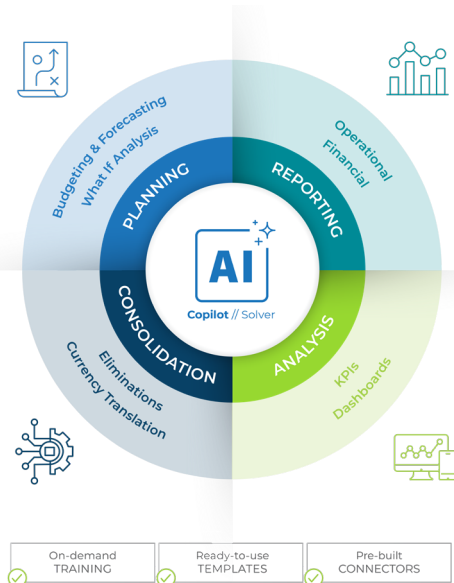 Budgeting & Forecasting
What If Analysis
PLANNING
Operational
Financial
REPORTING
AI
Copilot // Solver
CONSOLIDATION
Eliminations
Currency Translation
ANALYSIS
KPIs
Dashboards
On-demand
TRAINING
Ready-to-use
TEMPLATES
Pre-built
CONNECTORS